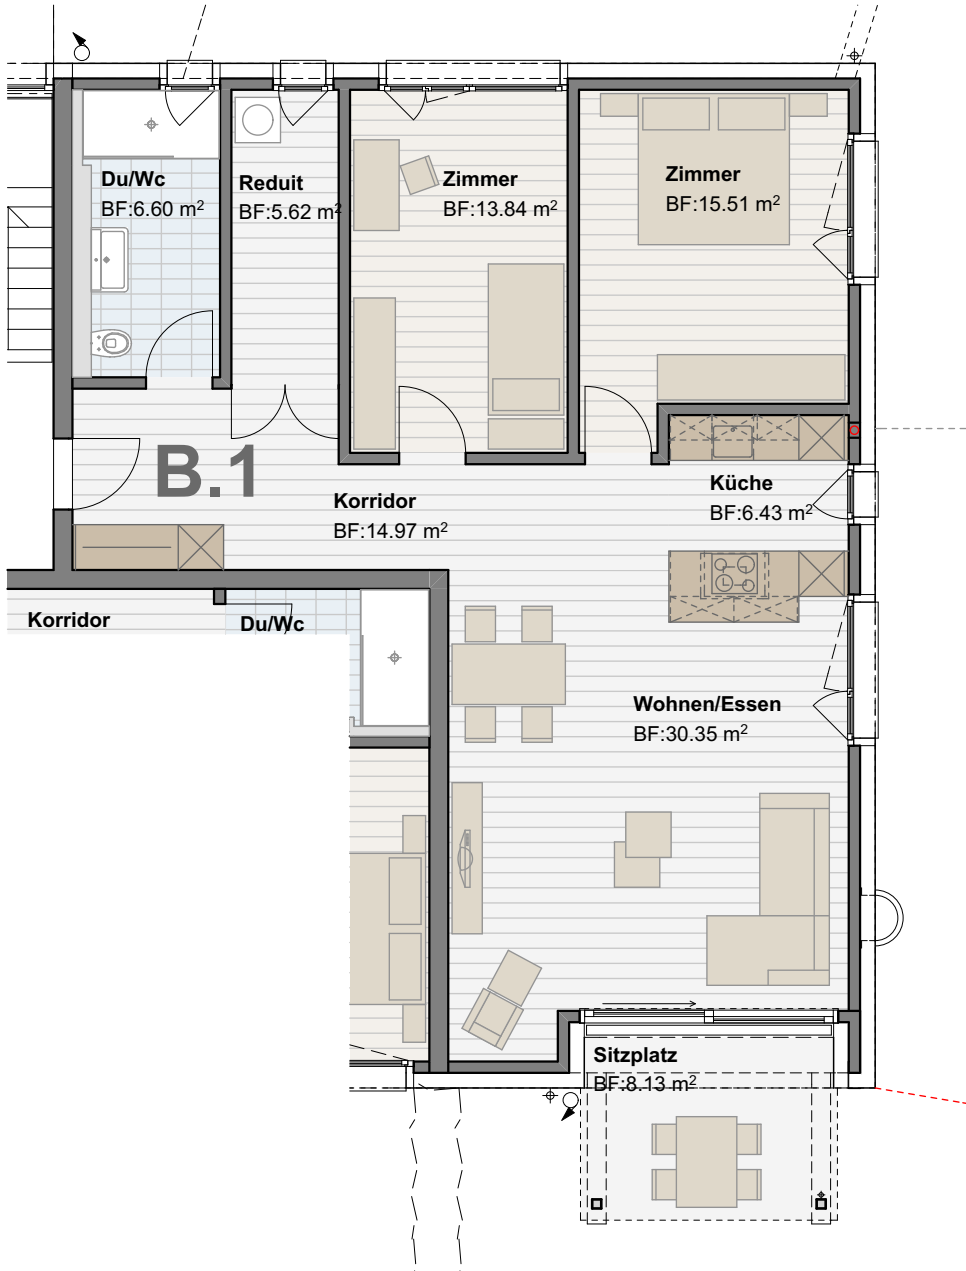 Du/Wc
BF:6.60 m²
Reduit
BF:5.62 m²
Zimmer
BF:13.84 m²
Zimmer
BF:15.51 m²
B.1
Korridor
BF:14.97 m²
Küche
BF:6.43 m²
Korridor
Du/Wc
Wohnen/Essen
BF:30.35 m²
Sitzplatz
BF:8.13 m²